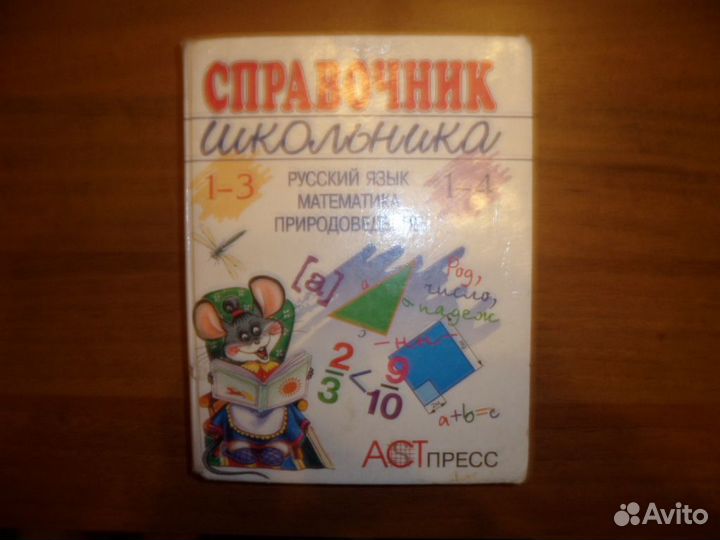 СПРАВОЧНИК
школьника
1-3
РУССКИЙ ЯЗЫК
МАТЕМАТИКА
1-4
[а]
Род,
число,
падеж
-нн-
2/3 < 9/10
a+b=c
АСТ ПРЕСС
Avito